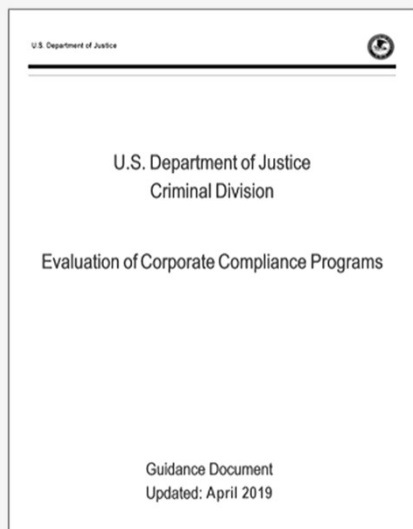 U.S. Department of Justice
U.S. Department of Justice
Criminal Division
Evaluation of Corporate Compliance Programs
Guidance Document
Updated: April 2019